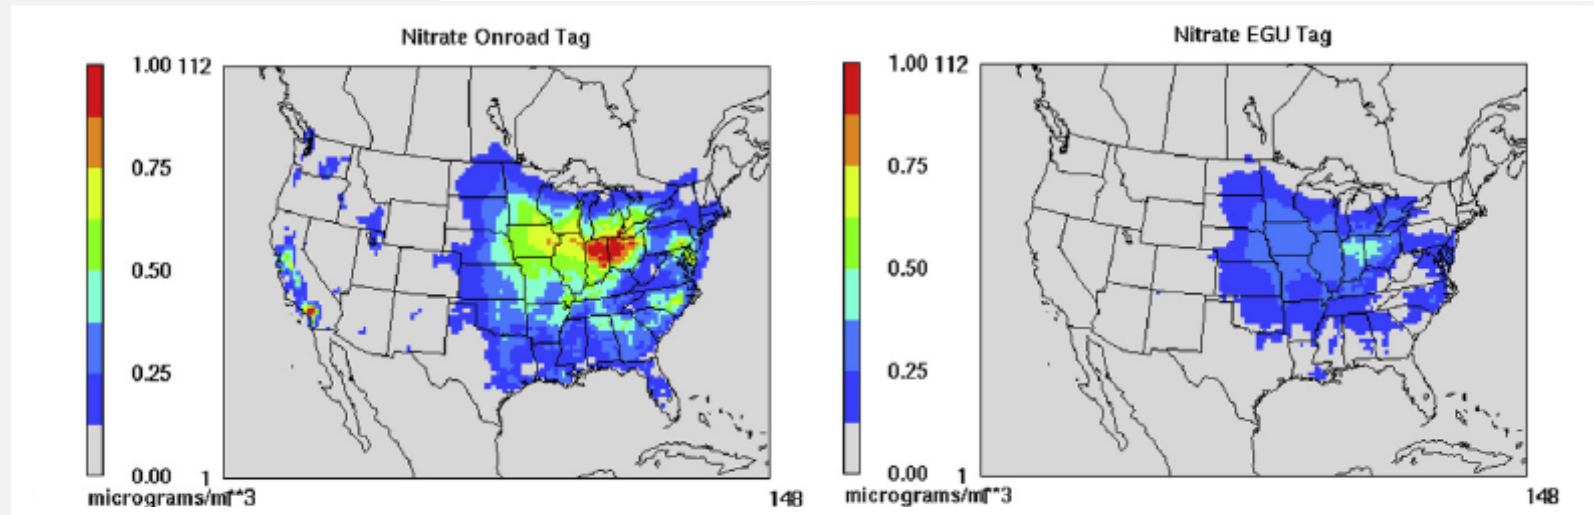 Nitrate Onroad Tag
1.00 112
0.75
0.50
0.25
0.00 1
micrograms/m**3 148
Nitrate EGU Tag
1.00 112
0.75
0.50
0.25
0.00 1
micrograms/m**3 148